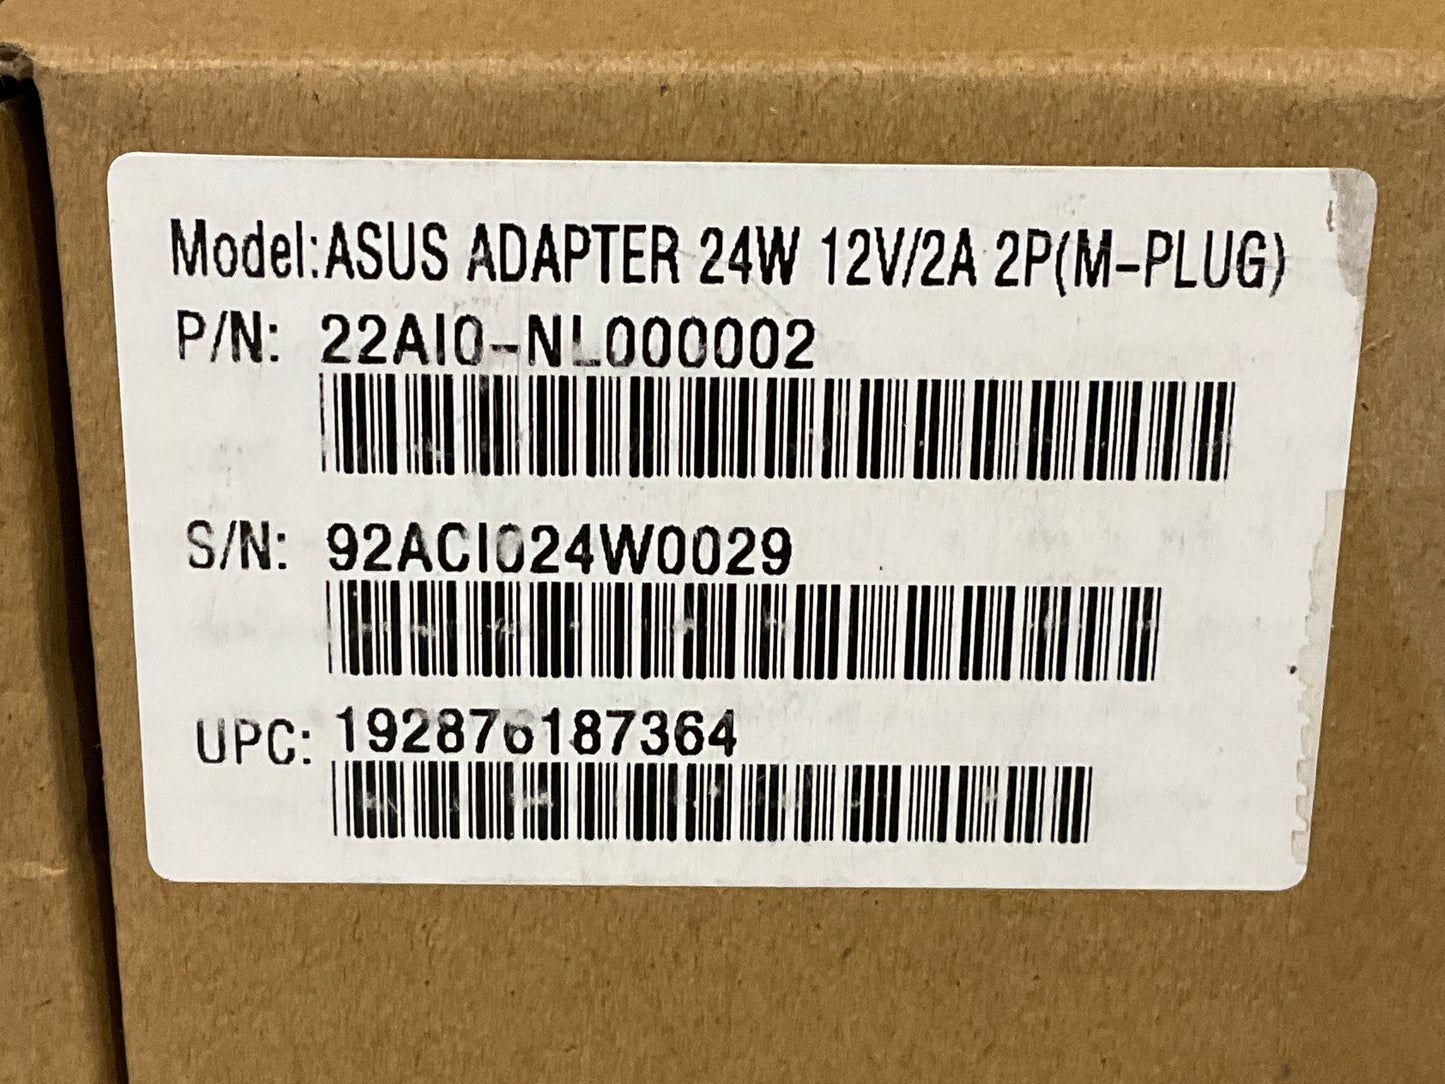 Model:ASUS ADAPTER 24W 12V/2A 2P(M-PLUG)
P/N: 22AI0-NL000002
S/N: 92ACI024W0029
UPC: 192876187364